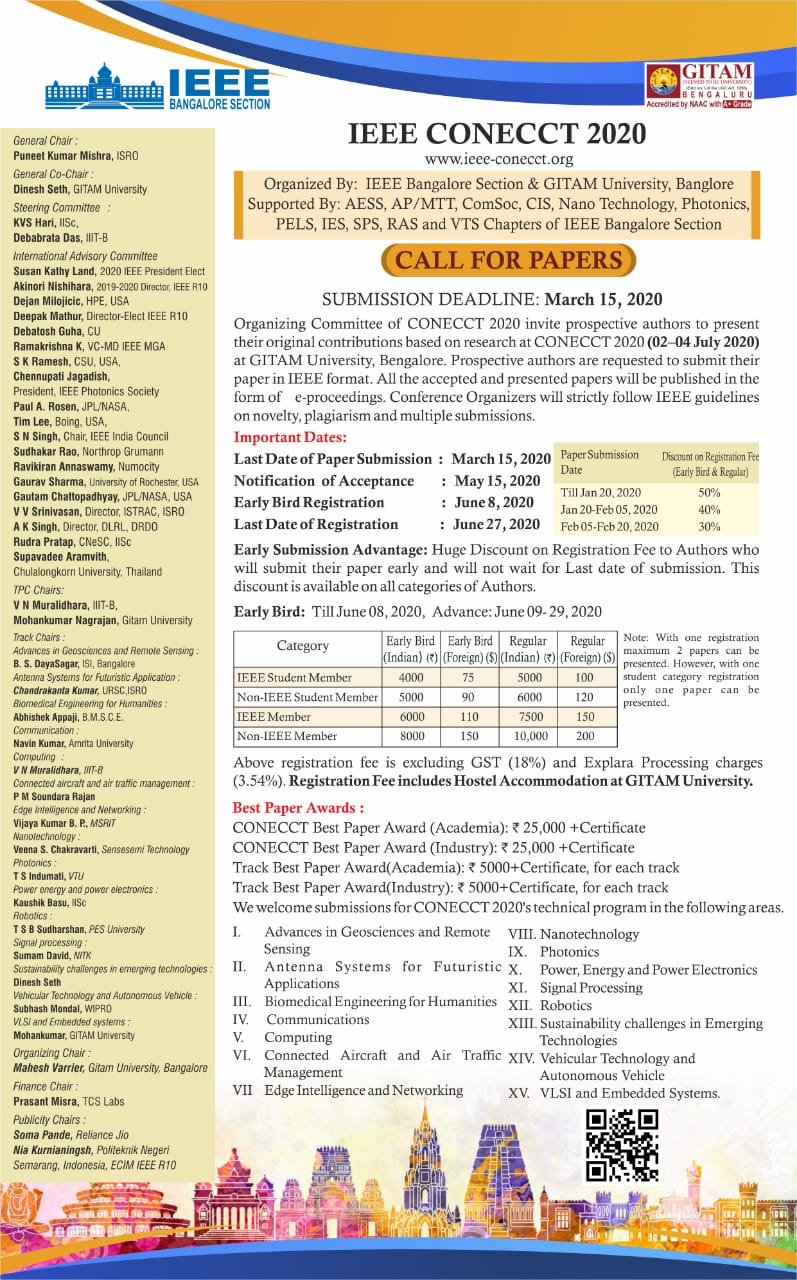 IEEE
BANGALORE SECTION
GITAM
(DEEMED TO BE UNIVERSITY)
(Estd. u/s 3 of the UGC Act, 1956)
BENGALURU
Accredited by NAAC with A+ Grade
General Chair :
Puneet Kumar Mishra, ISRO
General Co-Chair :
Dinesh Seth, GITAM University
Steering Committee :
KVS Hari, IISc,
Debabrata Das, IIIT-B
International Advisory Committee
Susan Kathy Land, 2020 IEEE President Elect
Akinori Nishihara, 2019-2020 Director, IEEE R10
Dejan Milojicic, HPE, USA
Deepak Mathur, Director-Elect IEEE R10
Debatosh Guha, CU
Ramakrishna K, VC-MD IEEE MGA
S K Ramesh, CSU, USA,
Chennupati Jagadish,
President, IEEE Photonics Society
Paul A. Rosen, JPL/NASA,
Tim Lee, Boing, USA,
S N Singh, Chair, IEEE India Council
Sudhakar Rao, Northrop Grumann
Ravikiran Annaswamy, Numocity
Gaurav Sharma, University of Rochester, USA
Gautam Chattopadhyay, JPL/NASA, USA
V V Srinivasan, Director, ISTRAC, ISRO
A K Singh, Director, DLRL, DRDO
Rudra Pratap, CNeSC, IISc
Supavadee Aramvith,
Chulalongkorn University, Thailand
TPC Chairs:
V N Muralidhara, IIIT-B,
Mohankumar Nagrajan, Gitam University
Track Chairs :
Advances in Geosciences and Remote Sensing :
B. S. DayaSagar, ISI, Bangalore
Antenna Systems for Futuristic Application :
Chandrakanta Kumar, URSC,ISRO
Biomedical Engineering for Humanities :
Abhishek Appaji, B.M.S.C.E.
Communication :
Navin Kumar, Amrita University
Computing :
V N Muralidhara, IIIT-B
Connected aircraft and air traffic management :
P M Soundara Rajan
Edge Intelligence and Networking :
Vijaya Kumar B. P., MSRIT
Nanotechnology :
Veena S. Chakravarti, Sensesemi Technology
Photonics :
T S Indumati, VTU
Power energy and power electronics :
Kaushik Basu, IISc
Robotics :
T S B Sudharshan, PES University
Signal processing :
Sumam David, NITK
Sustainability challenges in emerging technologies :
Dinesh Seth
Vehicular Technology and Autonomous Vehicle :
Subhash Mondal, WIPRO
VLSI and Embedded systems :
Mohankumar, GITAM University
Organizing Chair :
Mahesh Varrier, Gitam University, Bangalore
Finance Chair :
Prasant Misra, TCS Labs
Publicity Chairs :
Soma Pande, Reliance Jio
Nia Kurnianingsh, Politeknik Negeri
Semarang, Indonesia, ECIM IEEE R10
IEEE CONECCT 2020
www.ieee-conecct.org
Organized By: IEEE Bangalore Section & GITAM University, Banglore
Supported By: AESS, AP/MTT, ComSoc, CIS, Nano Technology, Photonics,
PELS, IES, SPS, RAS and VTS Chapters of IEEE Bangalore Section
CALL FOR PAPERS
SUBMISSION DEADLINE: March 15, 2020
Organizing Committee of CONECCT 2020 invite prospective authors to present
their original contributions based on research at CONECCT 2020 (02–04 July 2020)
at GITAM University, Bengalore. Prospective authors are requested to submit their
paper in IEEE format. All the accepted and presented papers will be published in the
form of e-proceedings. Conference Organizers will strictly follow IEEE guidelines
on novelty, plagiarism and multiple submissions.
Important Dates:
Last Date of Paper Submission : March 15, 2020
Notification of Acceptance : May 15, 2020
Early Bird Registration : June 8, 2020
Last Date of Registration : June 27, 2020
Paper Submission Discount on Registration Fee
Date (Early Bird & Regular)
Till Jan 20, 2020 50%
Jan 20-Feb 05, 2020 40%
Feb 05-Feb 20, 2020 30%
Early Submission Advantage: Huge Discount on Registration Fee to Authors who
will submit their paper early and will not wait for Last date of submission. This
discount is available on all categories of Authors.
Early Bird: Till June 08, 2020, Advance: June 09- 29, 2020
Category Early Bird Early Bird Regular Regular
(Indian) (₹) (Foreign) ($) (Indian) (₹) (Foreign) ($)
IEEE Student Member 4000 75 5000 100
Non-IEEE Student Member 5000 90 6000 120
IEEE Member 6000 110 7500 150
Non-IEEE Member 8000 150 10,000 200
Note: With one registration
maximum 2 papers can be
presented. However, with one
student category registration
only one paper can be
presented.
Above registration fee is excluding GST (18%) and Explara Processing charges
(3.54%). Registration Fee includes Hostel Accommodation at GITAM University.
Best Paper Awards :
CONECCT Best Paper Award (Academia): ₹ 25,000 +Certificate
CONECCT Best Paper Award (Industry): ₹ 25,000 +Certificate
Track Best Paper Award(Academia): ₹ 5000+Certificate, for each track
Track Best Paper Award(Industry): ₹ 5000+Certificate, for each track
We welcome submissions for CONECCT 2020's technical program in the following areas.
I. Advances in Geosciences and Remote
Sensing
II. Antenna Systems for Futuristic
Applications
III. Biomedical Engineering for Humanities
IV. Communications
V. Computing
VI. Connected Aircraft and Air Traffic
Management
VII Edge Intelligence and Networking
VIII. Nanotechnology
IX. Photonics
X. Power, Energy and Power Electronics
XI. Signal Processing
XII. Robotics
XIII. Sustainability challenges in Emerging
Technologies
XIV. Vehicular Technology and
Autonomous Vehicle
XV. VLSI and Embedded Systems.